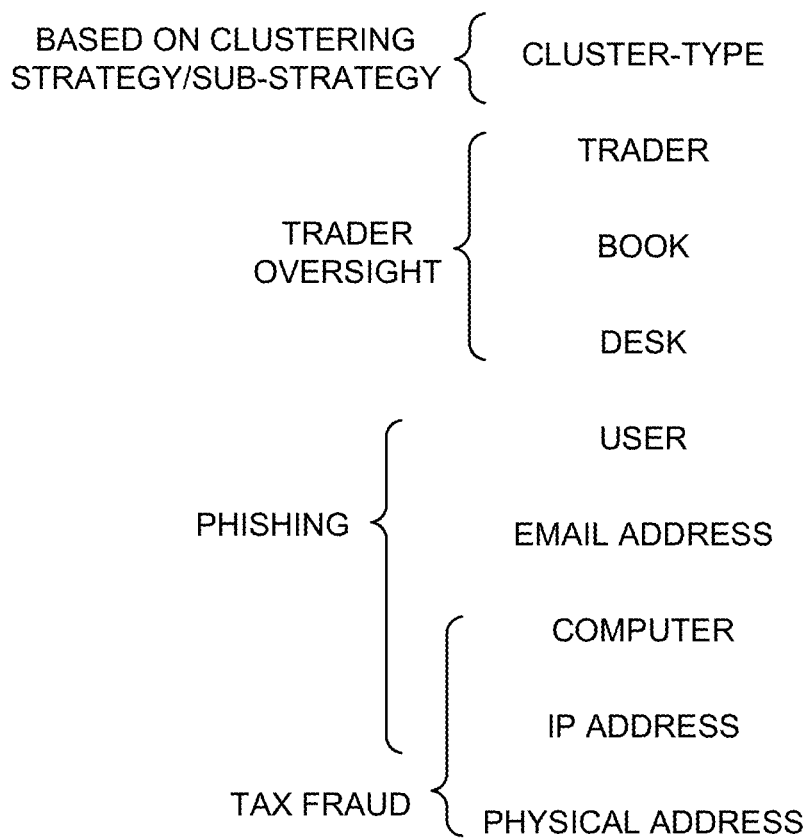 BASED ON CLUSTERING
STRATEGY/SUB-STRATEGY
CLUSTER-TYPE
TRADER
OVERSIGHT
TRADER
BOOK
DESK
PHISHING
USER
EMAIL ADDRESS
COMPUTER
IP ADDRESS
TAX FRAUD
PHYSICAL ADDRESS